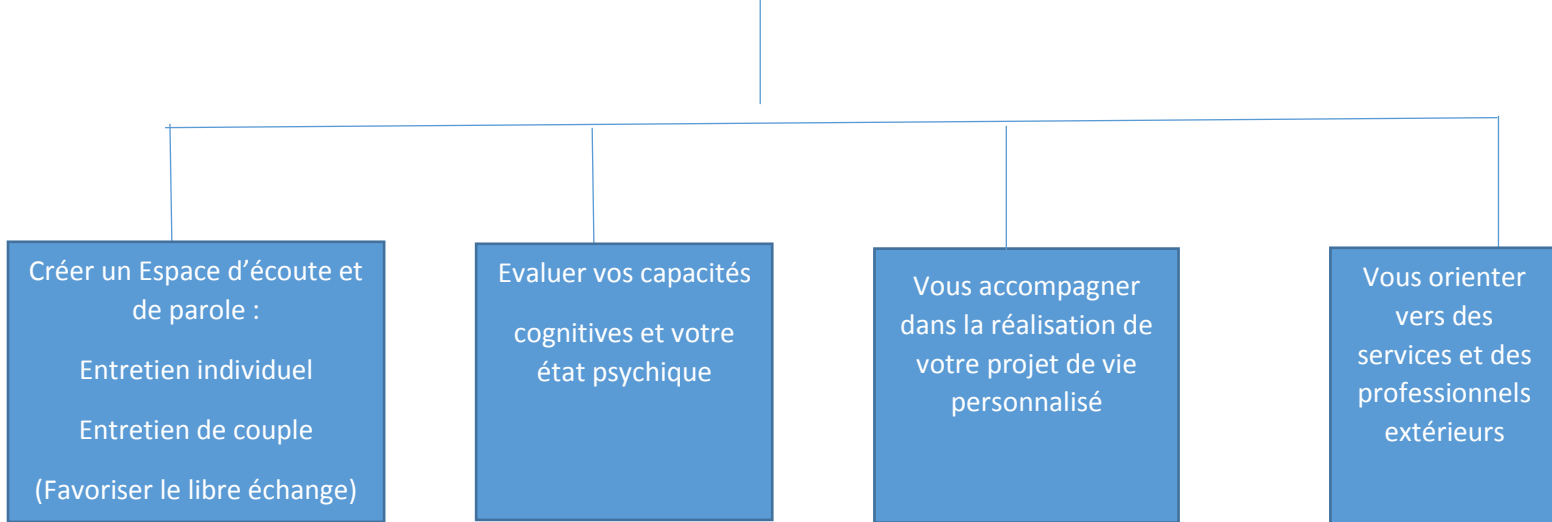 Créer un Espace d’écoute et
de parole :
Entretien individuel
Entretien de couple
(Favoriser le libre échange)
Evaluer vos capacités
cognitives et votre
état psychique
Vous accompagner
dans la réalisation de
votre projet de vie
personnalisé
Vous orienter
vers des
services et des
professionnels
extérieurs